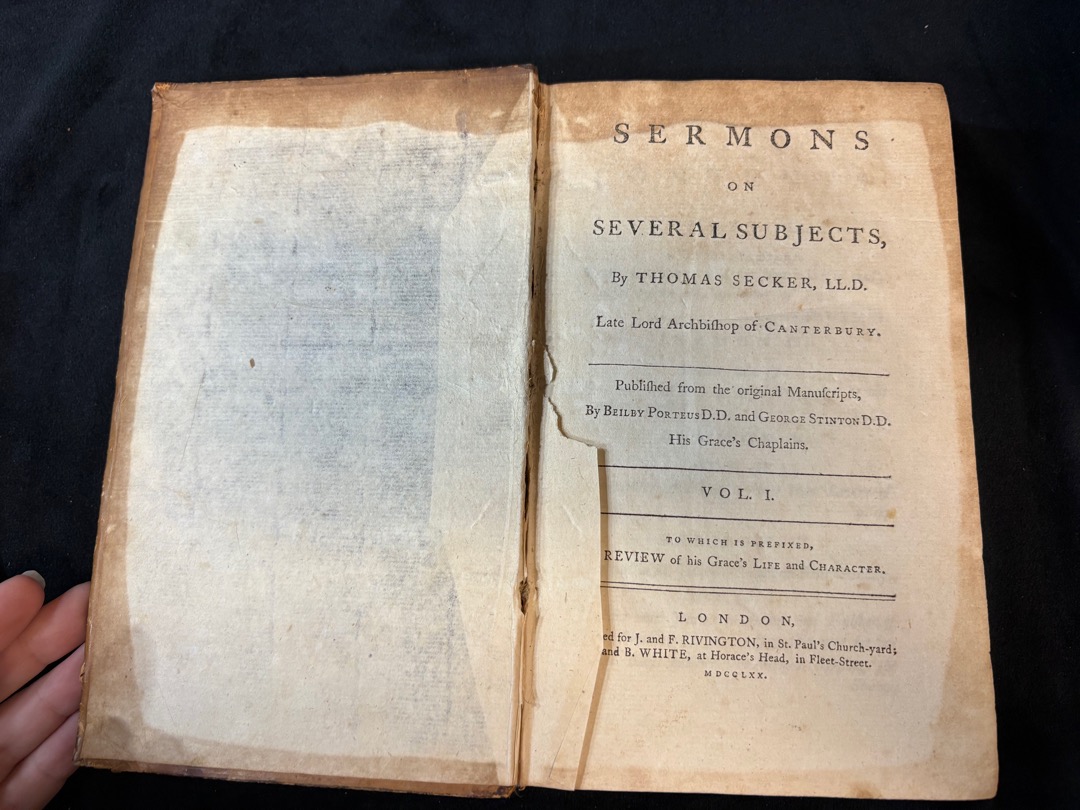 SERMONS
ON
SEVERAL SUBJECTS,
By THOMAS SECKER, LL.D.
Late Lord Archbiſhop of CANTERBURY.
Publiſhed from the original Manuſcripts,
By BEILBY PORTEUS D.D. and GEORGE STINTON D.D.
His Grace's Chaplains.
VOL. I.
TO WHICH IS PREFIXED,
REVIEW of his Grace's LIFE and CHARACTER.
LONDON,
ed for J. and F. RIVINGTON, in St. Paul's Church-yard;
and B. WHITE, at Horace's Head, in Fleet-Street.
MDCCLXX.